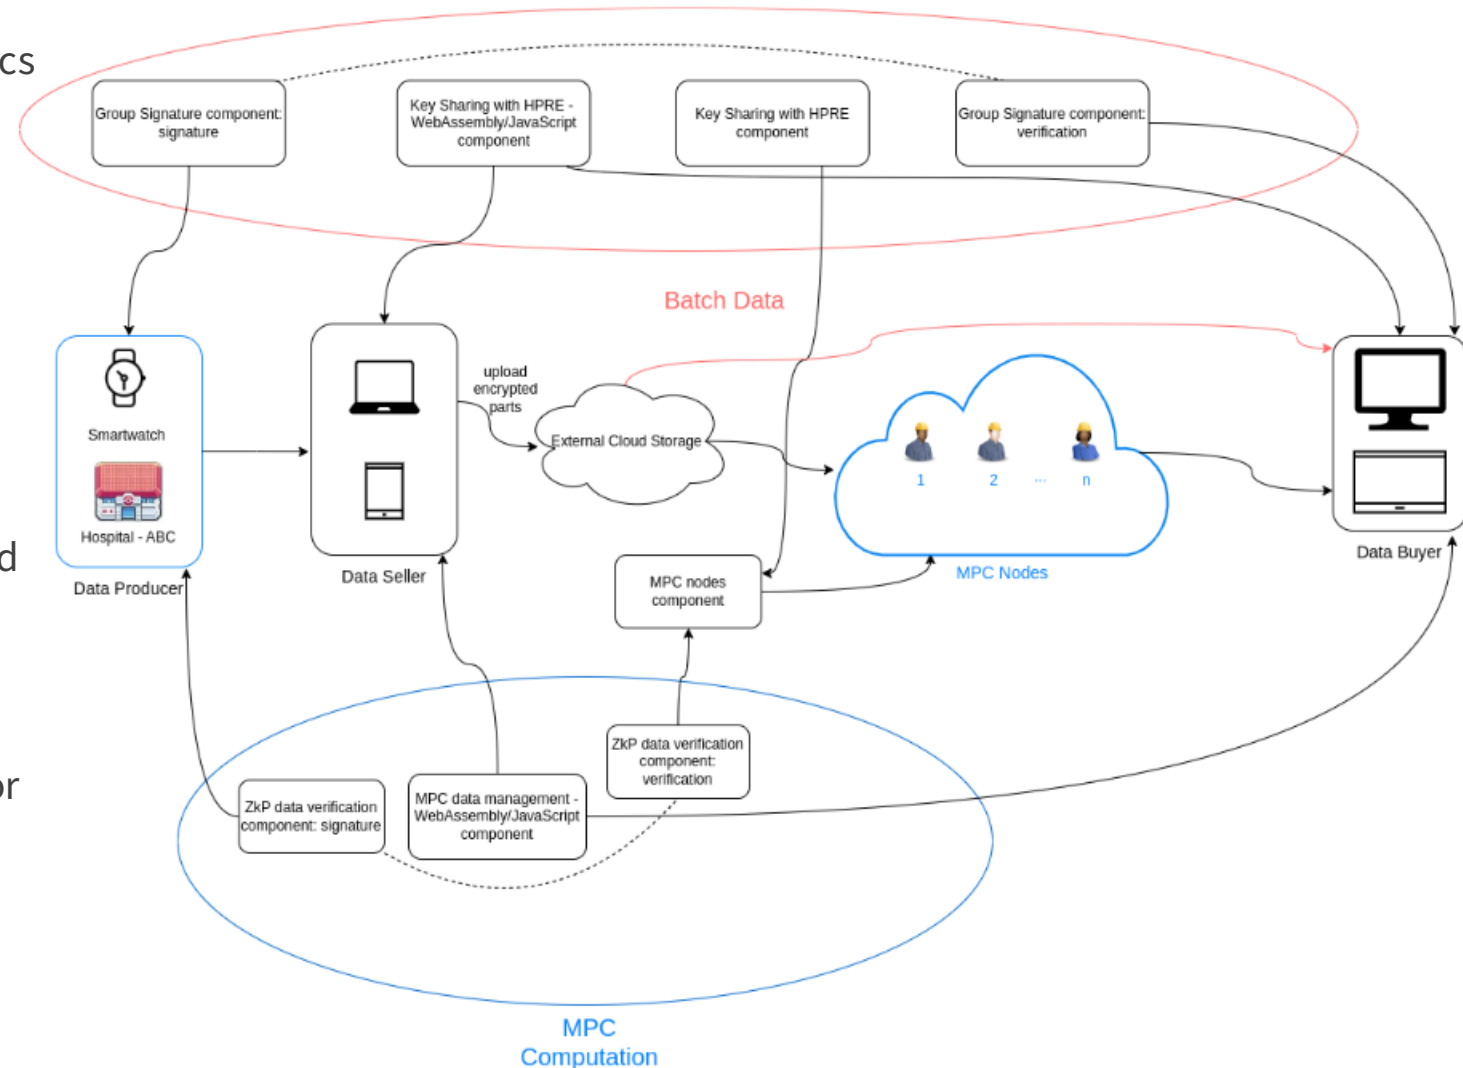 cs
Group Signature component:
signature
Key Sharing with HPRE -
WebAssembly/JavaScript
component
Key Sharing with HPRE
component
Group Signature component:
verification
Batch Data
upload
encrypted
parts
Smartwatch
External Cloud Storage
1
2
...
n
Hospital - ABC
d
Data Producer
Data Seller
MPC nodes
component
MPC Nodes
Data Buyer
or
ZkP data verification
component:
verification
ZkP data verification
component: signature
MPC data management -
WebAssembly/JavaScript
component
MPC
Computation